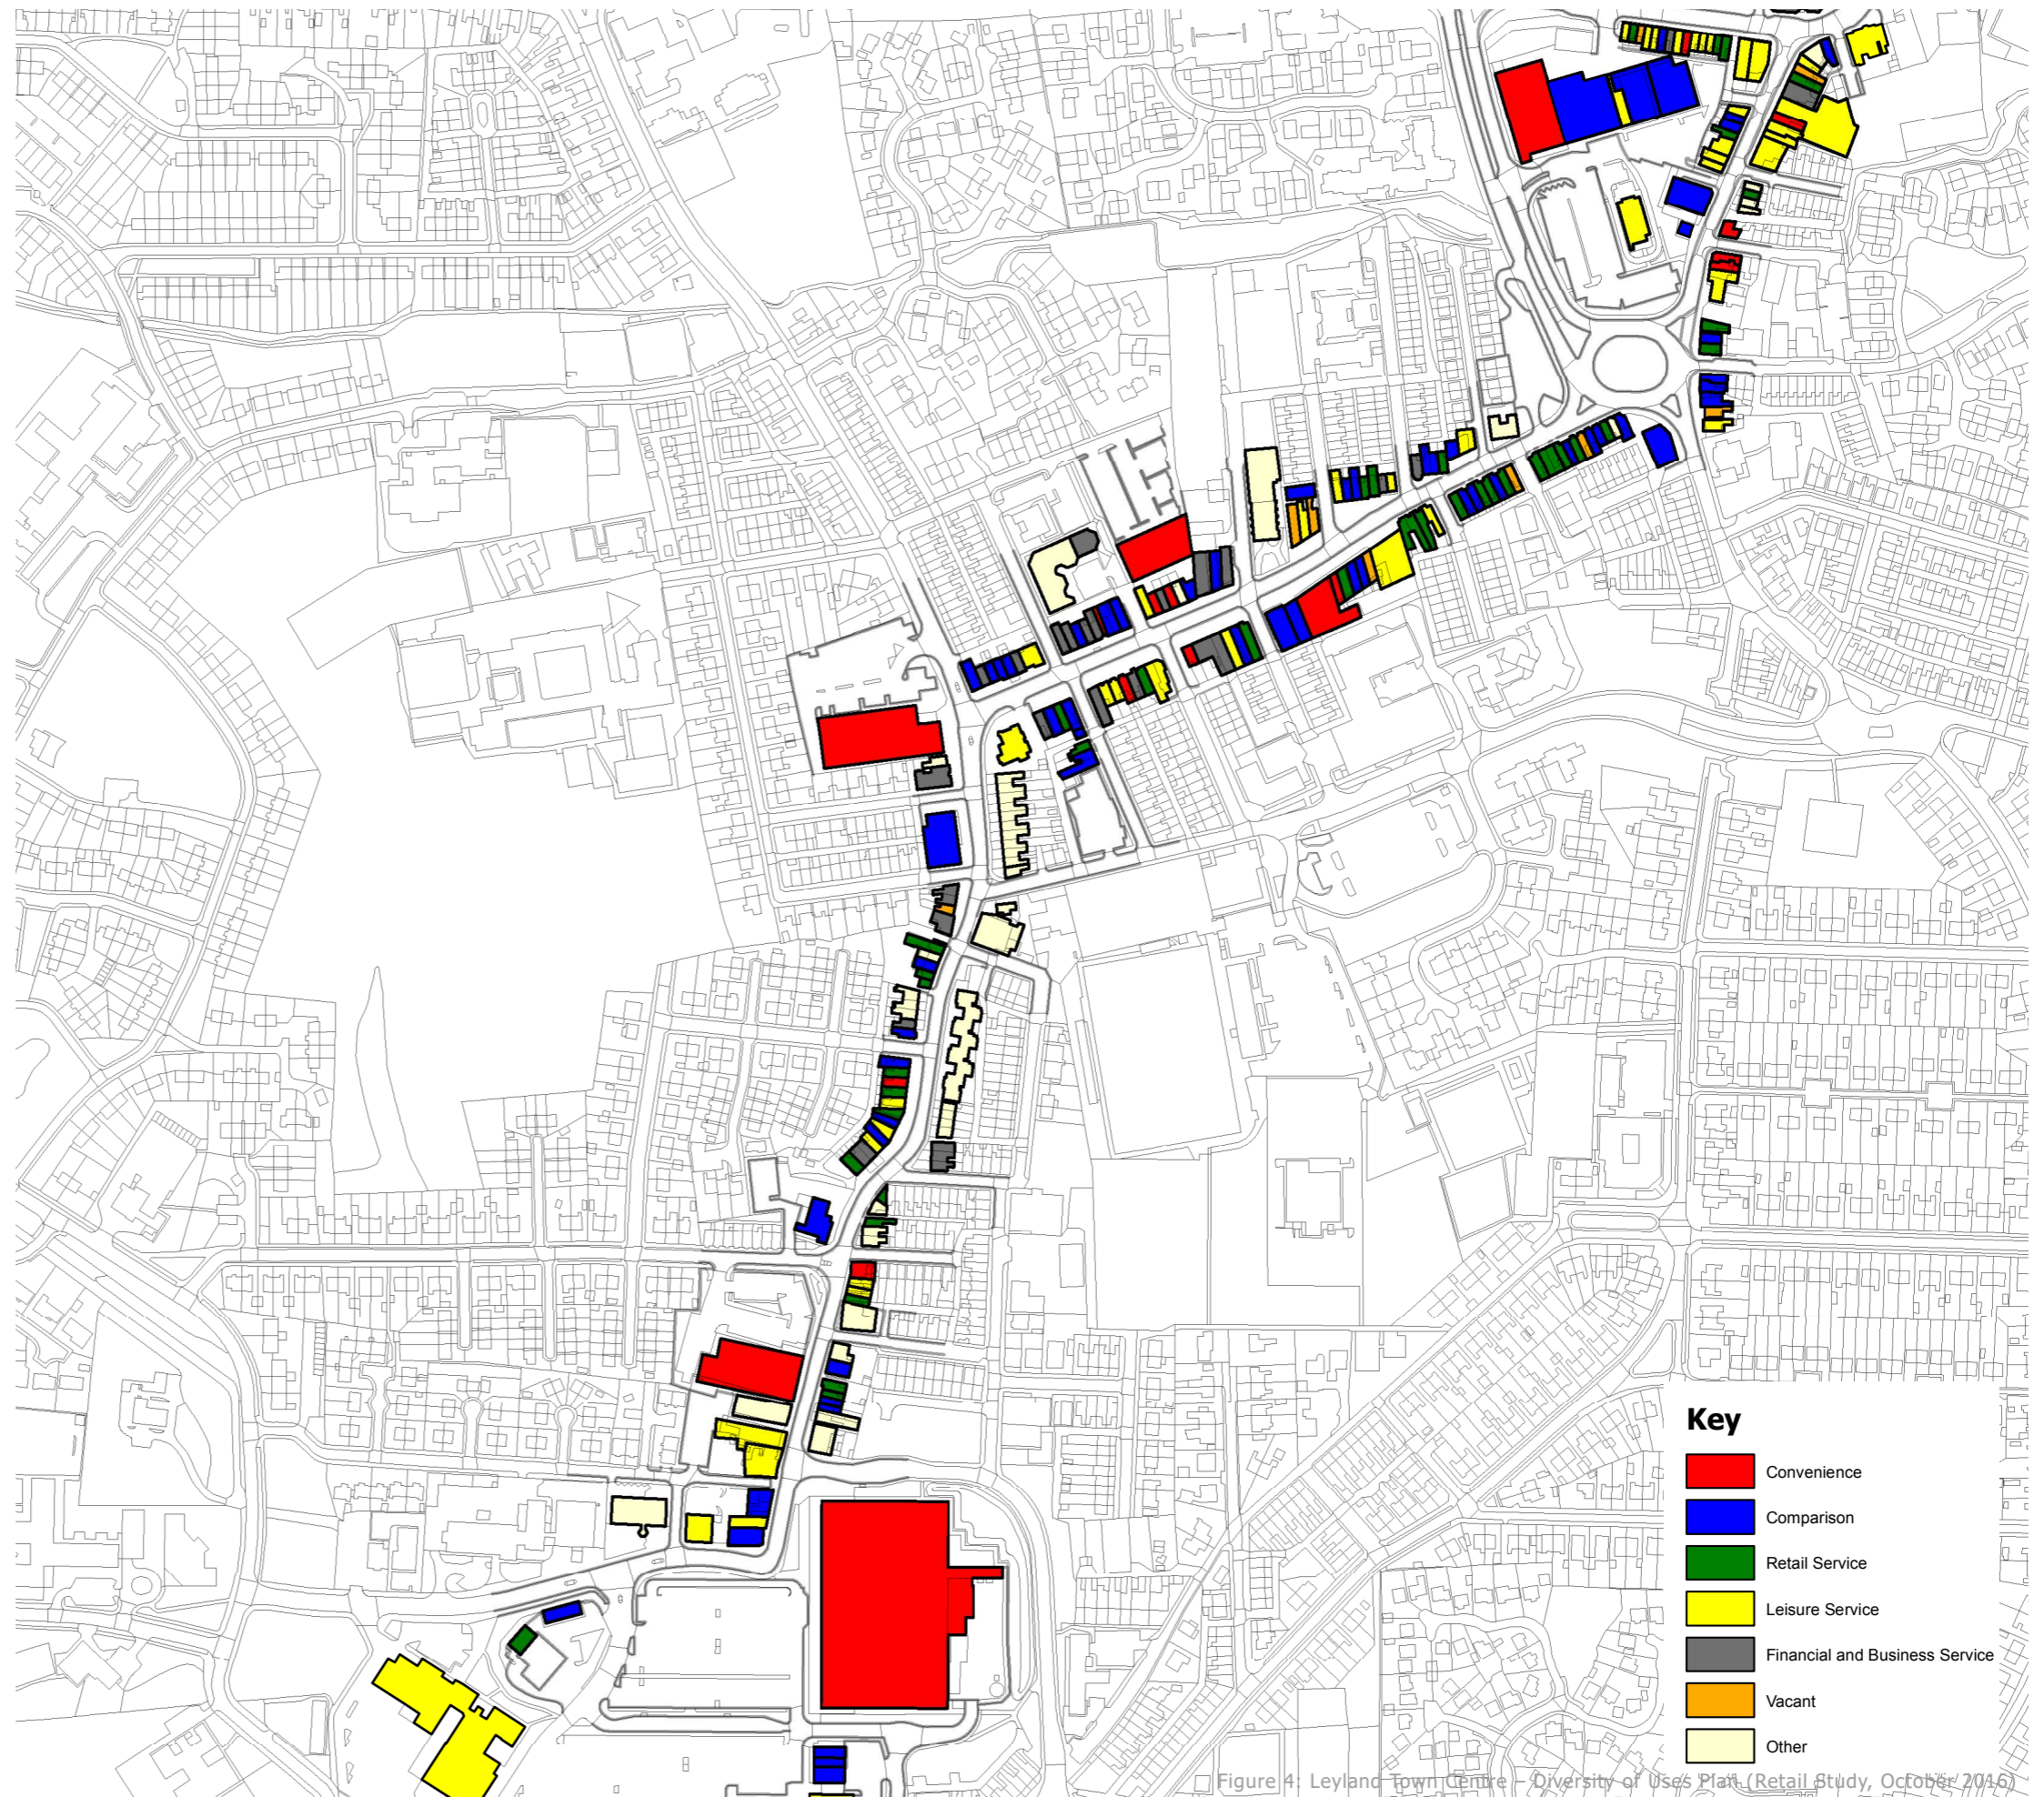 Key
Convenience
Comparison
Retail Service
Leisure Service
Financial and Business Service
Vacant
Other
Figure 4: Leyland Town Centre – Diversity of Uses Plan (Retail Study, October 2016)